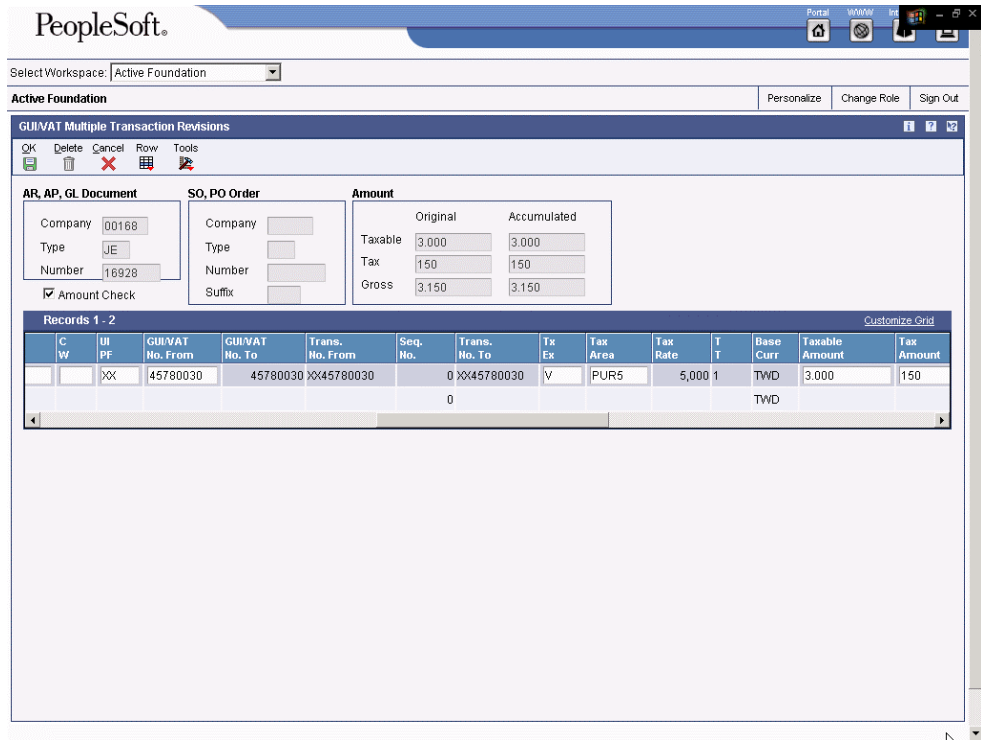 PeopleSoft.
Portal WWW Int
Select Workspace: Active Foundation
Active Foundation Personalize Change Role Sign Out
GUI/VAT Multiple Transaction Revisions
OK Delete Cancel Row Tools
AR, AP, GL Document SO, PO Order Amount
Original Accumulated
Company 00168 Company
Taxable 3.000 3.000
Type JE Type
Tax 150 150
Number 16928 Number
Gross 3.150 3.150
Amount Check Suffix
Records 1 - 2 Customize Grid
C W UI PF GUI/VAT No. From GUI/VAT No. To Trans. No. From Seq. No. Trans. No. To Tx Ex Tax Area Tax Rate T T Base Curr Taxable Amount Tax Amount
XX 45780030 45780030 XX45780030 0 XX45780030 V PUR5 5,000 1 TWD 3.000 150
0 TWD